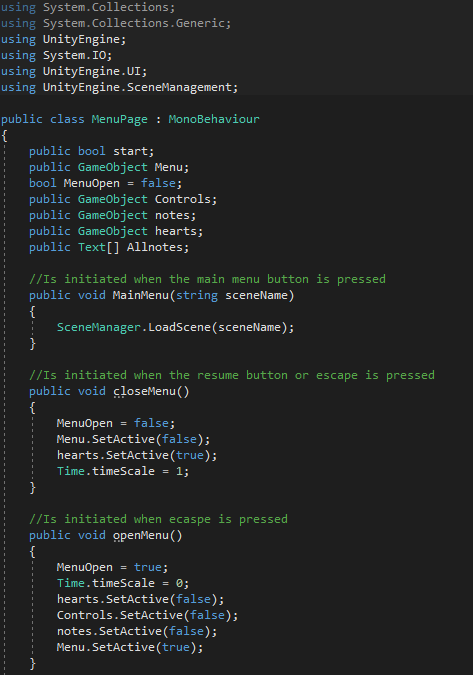 using System.Collections;
using System.Collections.Generic;
using UnityEngine;
using System.IO;
using UnityEngine.UI;
using UnityEngine.SceneManagement;

public class MenuPage : MonoBehaviour
{
    public bool start;
    public GameObject Menu;
    bool MenuOpen = false;
    public GameObject Controls;
    public GameObject notes;
    public GameObject hearts;
    public Text[] Allnotes;

    //Is initiated when the main menu button is pressed
    public void MainMenu(string sceneName)
    {
        SceneManager.LoadScene(sceneName);
    }

    //Is initiated when the resume button or escape is pressed
    public void closeMenu()
    {
        MenuOpen = false;
        Menu.SetActive(false);
        hearts.SetActive(true);
        Time.timeScale = 1;
    }

    //Is initiated when ecaspe is pressed
    public void openMenu()
    {
        MenuOpen = true;
        Time.timeScale = 0;
        hearts.SetActive(false);
        Controls.SetActive(false);
        notes.SetActive(false);
        Menu.SetActive(true);
    }